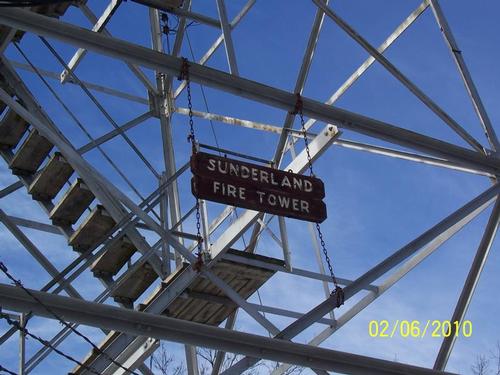 SUNDERLAND
FIRE TOWER
02/06/2010